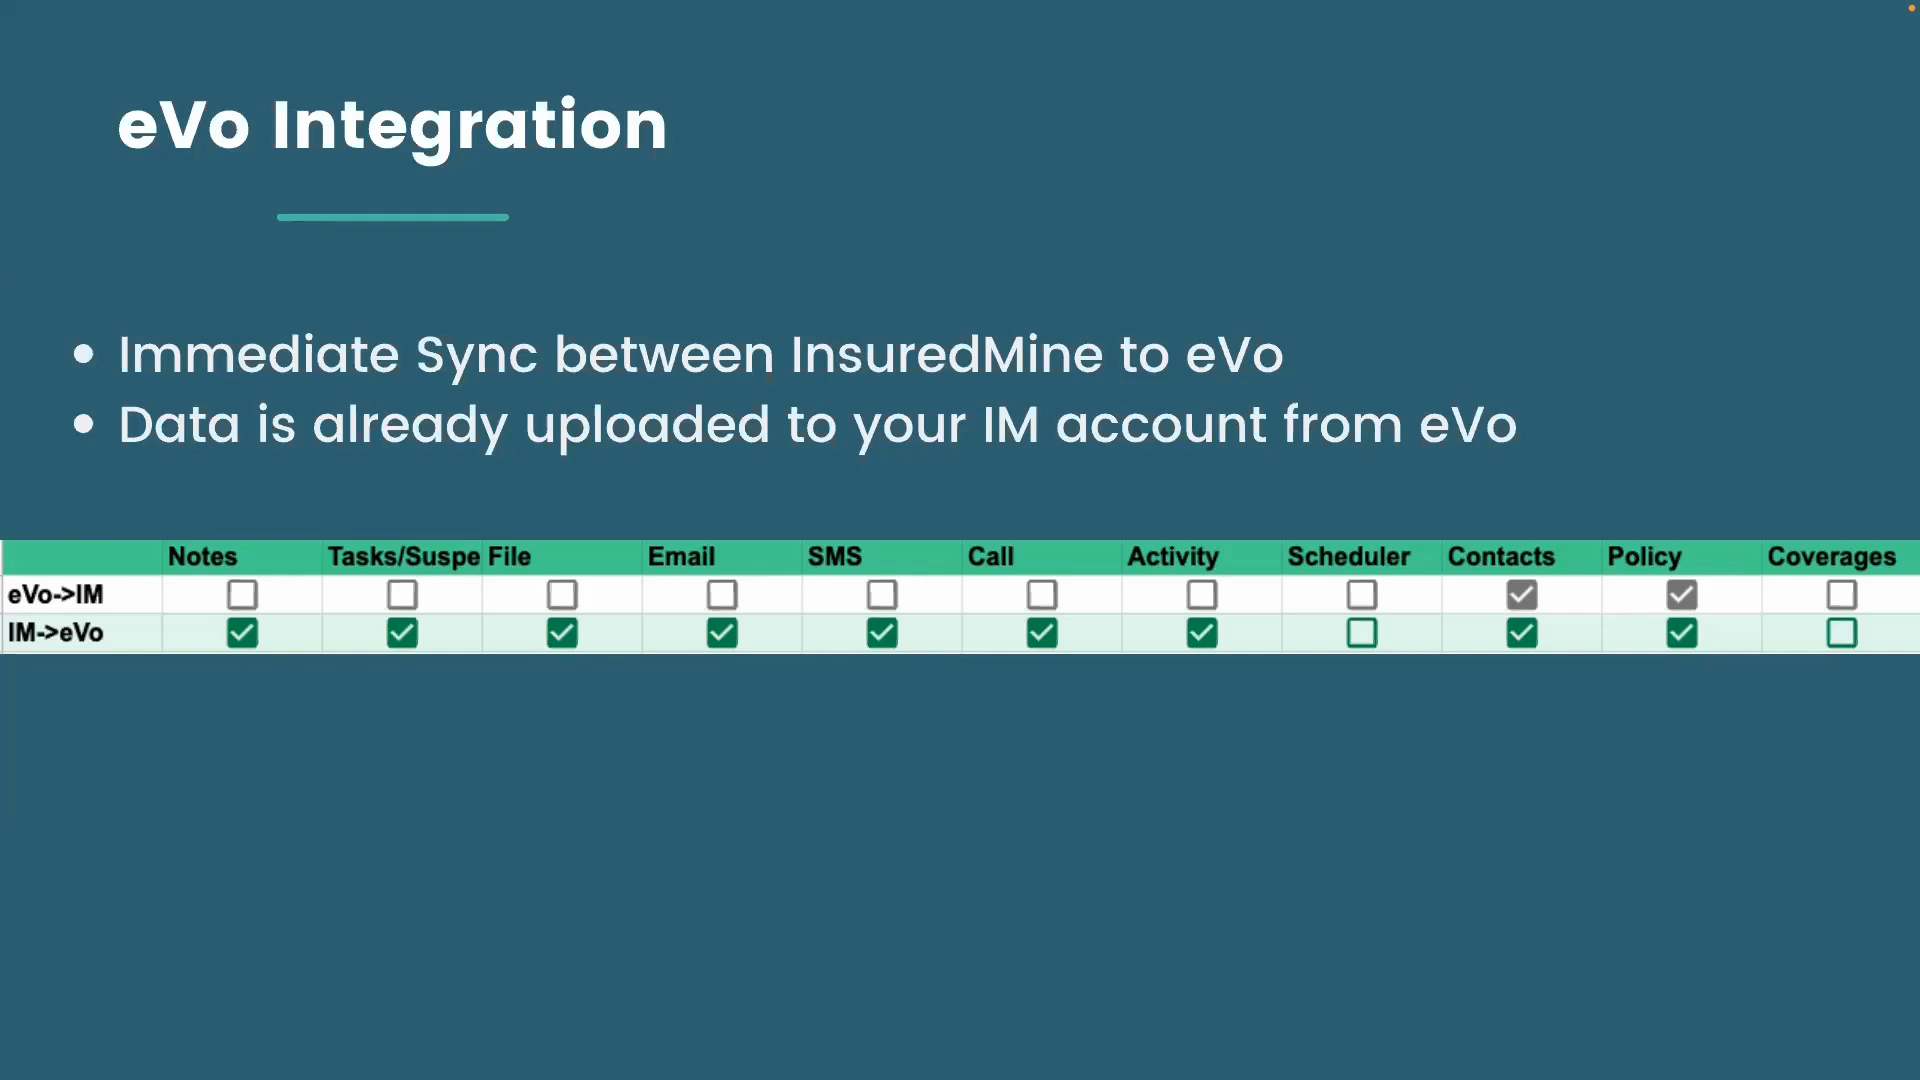 eVo Integration
• Immediate Sync between InsuredMine to eVo
• Data is already uploaded to your IM account from eVo
Notes Tasks/Suspe File Email SMS Call Activity Scheduler Contacts Policy Coverages
eVo->IM
IM->eVo